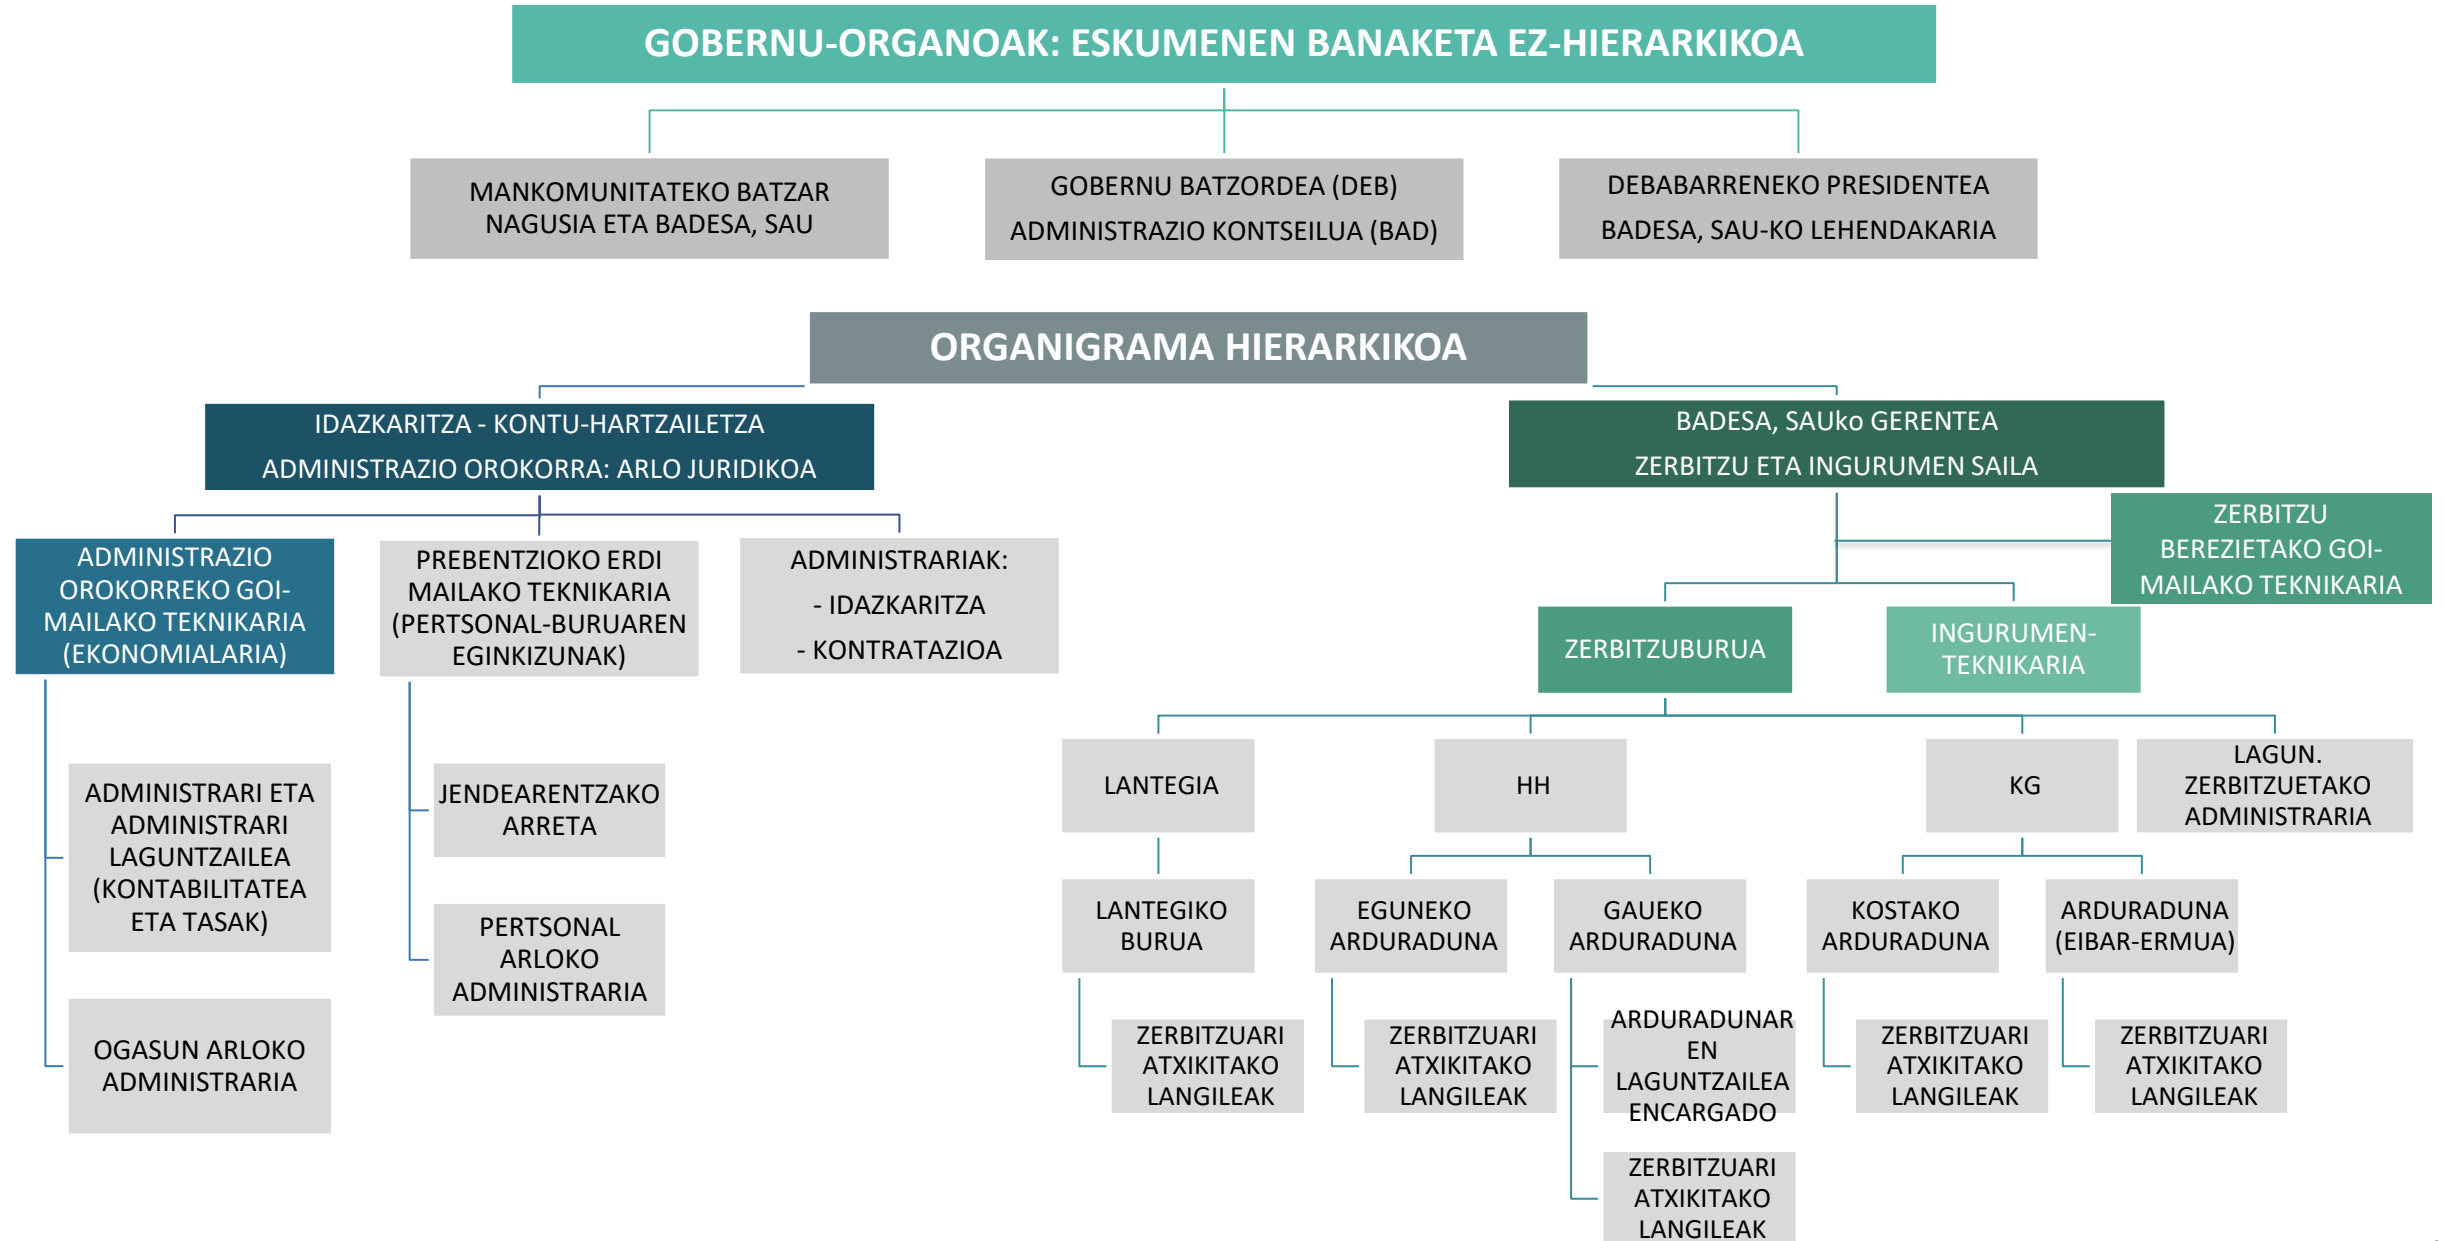 GOBERNU-ORGANOAK: ESKUMENEN BANAKETA EZ-HIERARKIKOA
MANKOMUNITATEKO BATZAR
NAGUSIA ETA BADESA, SAU
GOBERNU BATZORDEA (DEB)
ADMINISTRAZIO KONTSEILUA (BAD)
DEBABARRENEKO PRESIDENTEA
BADESA, SAU-KO LEHENDAKARIA
ORGANIGRAMA HIERARKIKOA
IDAZKARITZA - KONTU-HARTZAILETZA
ADMINISTRAZIO OROKORRA: ARLO JURIDIKOA
BADESA, SAUko GERENTEA
ZERBITZU ETA INGURUMEN SAILA
ZERBITZU
BEREZIETAKO GOI-
MAILAKO TEKNIKARIA
ADMINISTRAZIO
OROKORREKO GOI-
MAILAKO TEKNIKARIA
(EKONOMIALARIA)
PREBENTZIOKO ERDI
MAILAKO TEKNIKARIA
(PERTSONAL-BURUAREN
EGINKIZUNAK)
ADMINISTRARIAK:
- IDAZKARITZA
- KONTRATAZIOA
ZERBITZUBURUA
INGURUMEN-
TEKNIKARIA
ADMINISTRARI ETA
ADMINISTRARI
LAGUNTZAILEA
(KONTABILITATEA
ETA TASAK)
OGASUN ARLOKO
ADMINISTRARIA
JENDEARENTZAKO
ARRETA
PERTSONAL
ARLOKO
ADMINISTRARIA
LANTEGIA
HH
KG
LAGUN.
ZERBITZUETAKO
ADMINISTRARIA
LANTEGIKO
BURUA
EGUNEKO
ARDURADUNA
GAUEKO
ARDURADUNA
KOSTAKO
ARDURADUNA
ARDURADUNA
(EIBAR-ERMUA)
ZERBITZUARI
ATXIKITAKO
LANGILEAK
ZERBITZUARI
ATXIKITAKO
LANGILEAK
ARDURADUNAR
EN
LAGUNTZAILEA
ENCARGADO
ZERBITZUARI
ATXIKITAKO
LANGILEAK
ZERBITZUARI
ATXIKITAKO
LANGILEAK
ZERBITZUARI
ATXIKITAKO
LANGILEAK